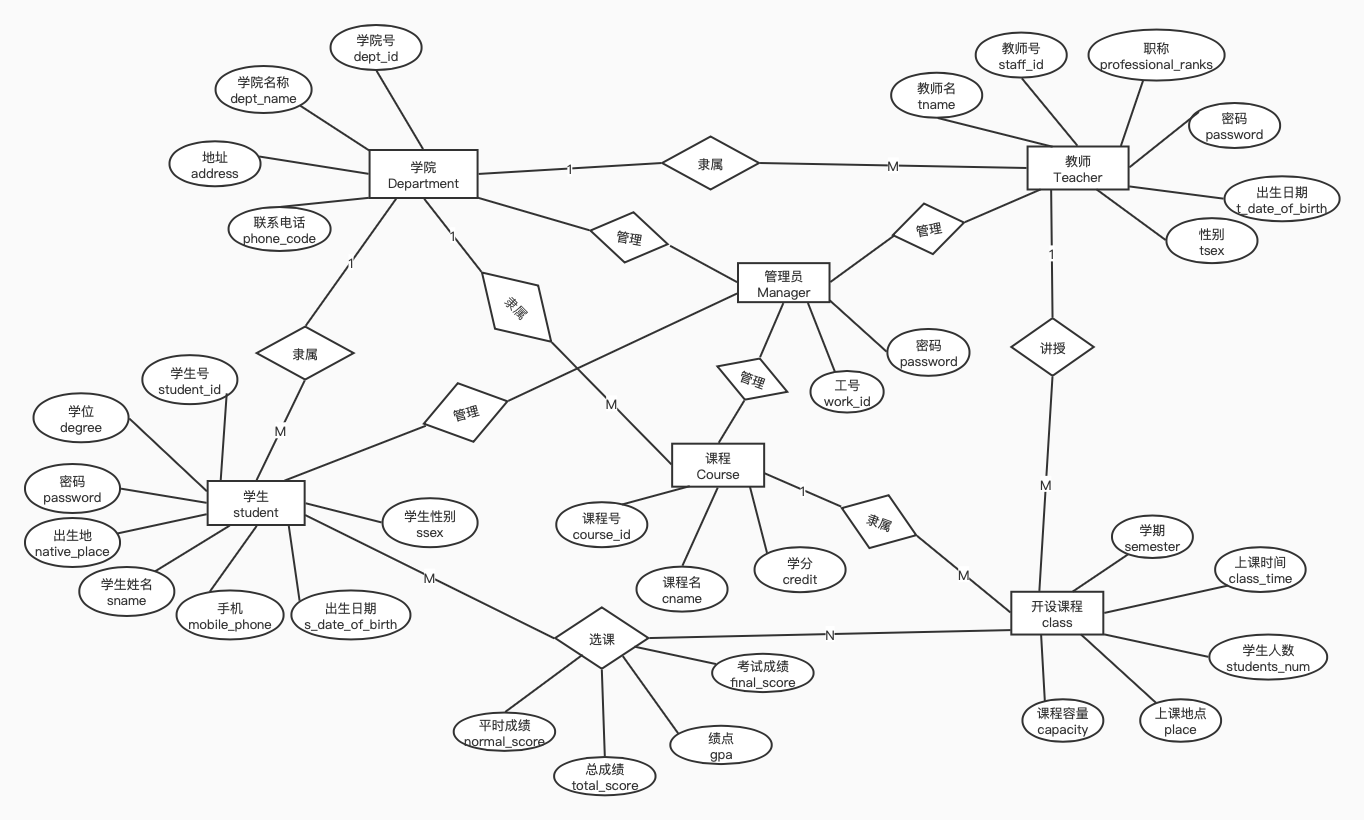 学院号
dept_id
教师号
staff_id
职称
professional_ranks
学院名称
dept_name
教师名
tname
密码
password
地址
address
学院
Department
1
隶属
M
教师
Teacher
出生日期
t_date_of_birth
联系电话
phone_code
1
管理
管理
性别
tsex
1
1
管理员
Manager
隶属
隶属
讲授
密码
password
学生号
student_id
管理
工号
work_id
学位
degree
M
管理
M
课程
Course
密码
password
学生
student
M
1
学生性别
ssex
课程号
course_id
隶属
出生地
native_place
学期
semester
学生姓名
sname
M
课程名
cname
学分
credit
M
上课时间
class_time
手机
mobile_phone
出生日期
s_date_of_birth
开设课程
class
选课
N
学生人数
students_num
考试成绩
final_score
平时成绩
normal_score
绩点
gpa
课程容量
capacity
上课地点
place
总成绩
total_score